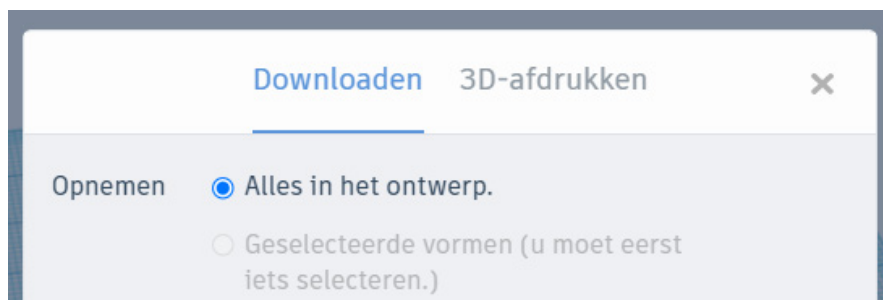 Downloaden 3D-afdrukken ×
Opnemen Alles in het ontwerp.
Geselecteerde vormen (u moet eerst
iets selecteren.)